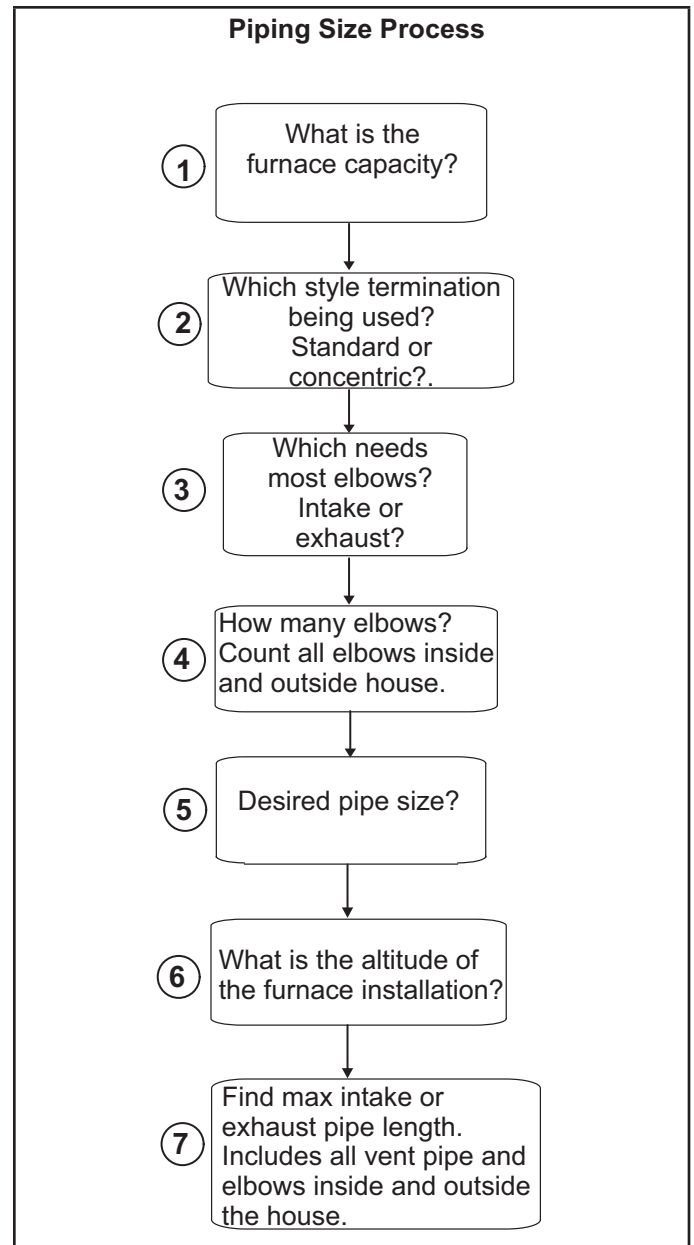 Piping Size Process
1
What is the
furnace capacity?
2
Which style termination
being used?
Standard or
concentric?.
3
Which needs
most elbows?
Intake or
exhaust?
4
How many elbows?
Count all elbows inside
and outside house.
5
Desired pipe size?
6
What is the altitude of
the furnace installation?
7
Find max intake or
exhaust pipe length.
Includes all vent pipe and
elbows inside and outside
the house.